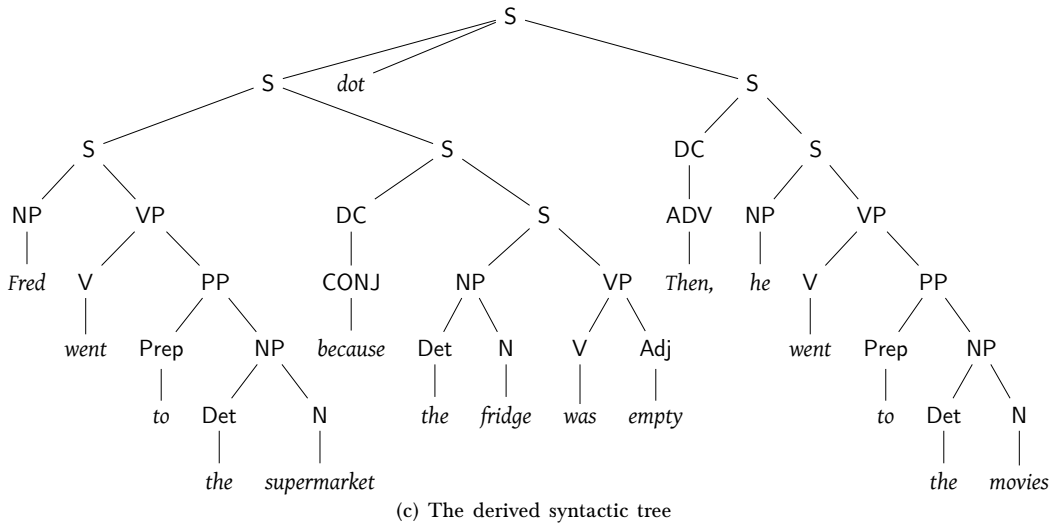 S
S dot S
S S DC S
NP VP DC S ADV NP VP
Fred V PP CONJ NP VP Then, he V PP
went Prep NP because Det N V Adj went Prep NP
to Det N the fridge was empty to Det N
the supermarket the movies
(c) The derived syntactic tree